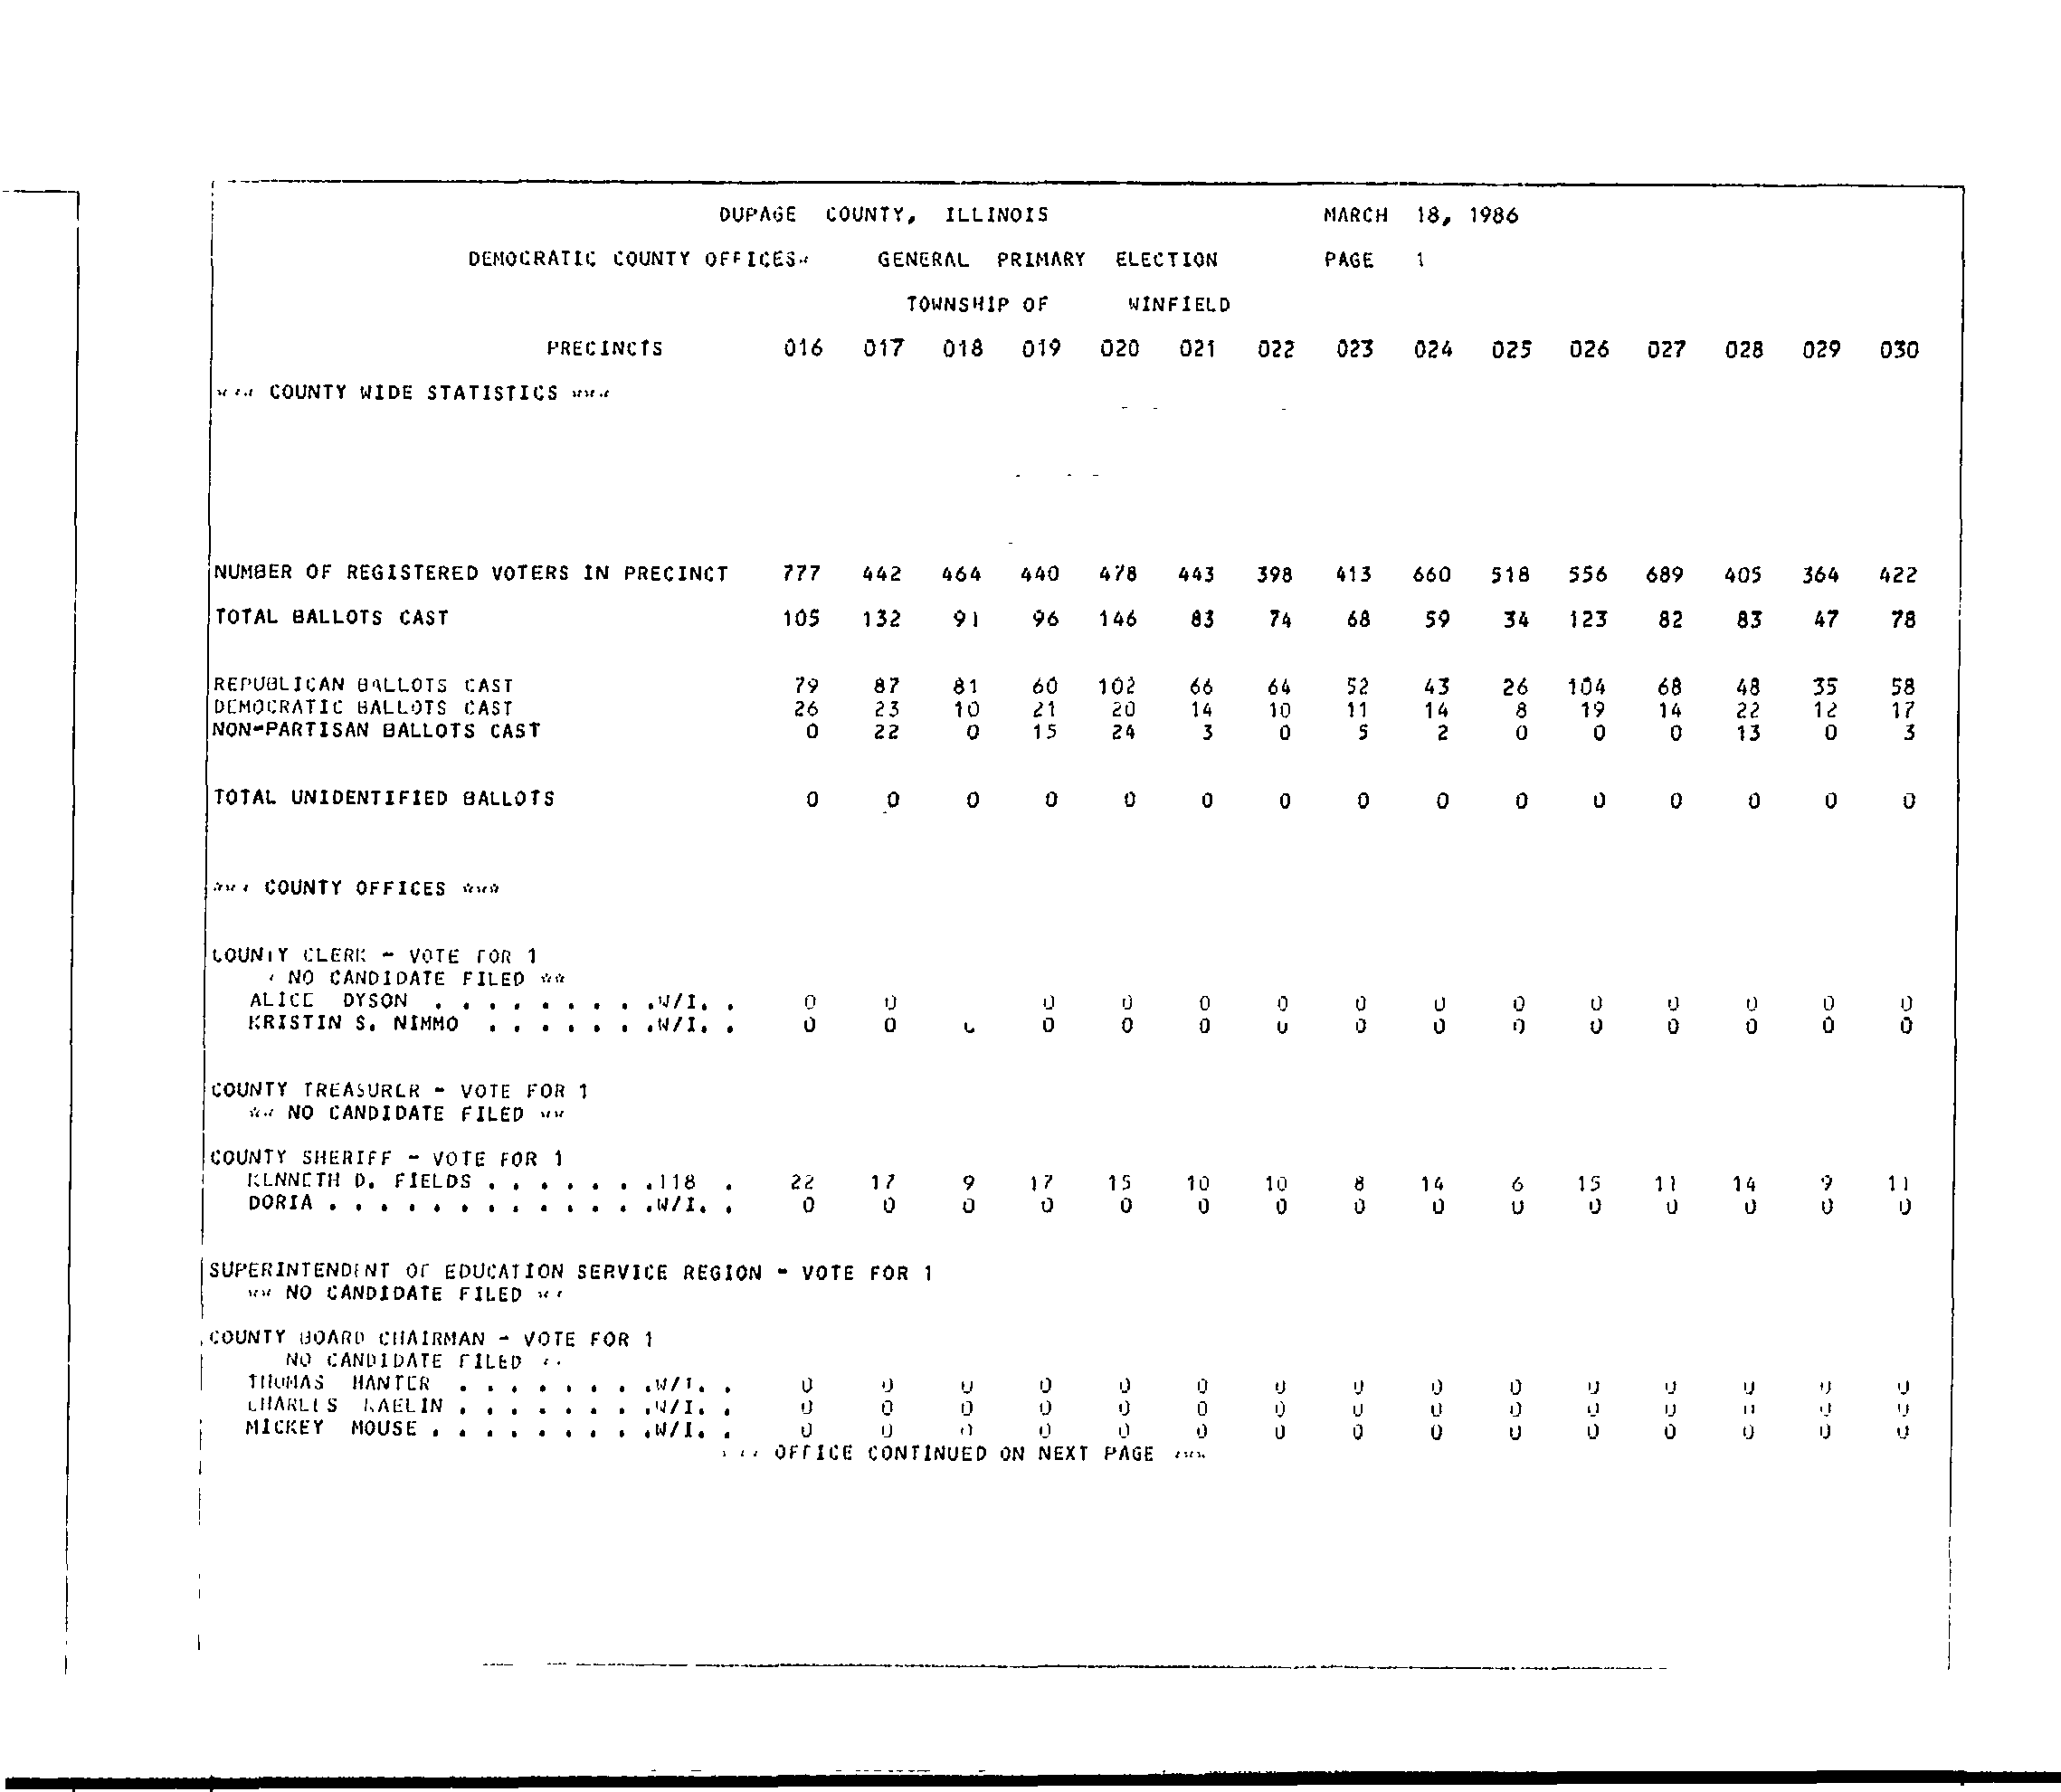 DUPAGE COUNTY, ILLINOIS MARCH 18, 1986
DEMOCRATIC COUNTY OFFICES GENERAL PRIMARY ELECTION PAGE 1
TOWNSHIP OF WINFIELD
PRECINCTS 016 017 018 019 020 021 022 023 024 025 026 027 028 029 030
*** COUNTY WIDE STATISTICS ***
NUMBER OF REGISTERED VOTERS IN PRECINCT 777 442 464 440 478 443 398 413 660 518 556 689 405 364 422
TOTAL BALLOTS CAST 105 132 91 96 146 83 74 68 59 34 123 82 83 47 78
REPUBLICAN BALLOTS CAST 79 87 81 60 102 66 64 52 43 26 104 68 48 35 58
DEMOCRATIC BALLOTS CAST 26 23 10 21 20 14 10 11 14 8 19 14 22 12 17
NON-PARTISAN BALLOTS CAST 0 22 0 15 24 3 0 5 2 0 0 0 13 0 3
TOTAL UNIDENTIFIED BALLOTS 0 0 0 0 0 0 0 0 0 0 0 0 0 0 0
*** COUNTY OFFICES ***
COUNTY CLERK - VOTE FOR 1
NO CANDIDATE FILED **
ALICE DYSON . . . . . . . . .W/I. . 0 0 0 0 0 0 0 0 0 0 0 0 0 0
KRISTIN S. NIMMO . . . . . . .W/I. . 0 0 0 0 0 0 0 0 0 0 0 0 0 0 0
COUNTY TREASURER - VOTE FOR 1
** NO CANDIDATE FILED **
COUNTY SHERIFF - VOTE FOR 1
KENNETH D. FIELDS . . . . . . .118 . 22 17 9 17 15 10 10 8 14 6 15 11 14 9 11
DORIA . . . . . . . . . . . . .W/I. . 0 0 0 0 0 0 0 0 0 0 0 0 0 0 0
SUPERINTENDENT OF EDUCATION SERVICE REGION - VOTE FOR 1
** NO CANDIDATE FILED **
COUNTY BOARD CHAIRMAN - VOTE FOR 1
NO CANDIDATE FILED
THOMAS HANTER . . . . . . . .W/I. . 0 0 0 0 0 0 0 0 0 0 0 0 0 0 0
CHARLES KAELIN . . . . . . . .W/I. . 0 0 0 0 0 0 0 0 0 0 0 0 0 0 0
MICKEY MOUSE . . . . . . . . .W/I. . 0 0 0 0 0 0 0 0 0 0 0 0 0 0 0
*** OFFICE CONTINUED ON NEXT PAGE ***